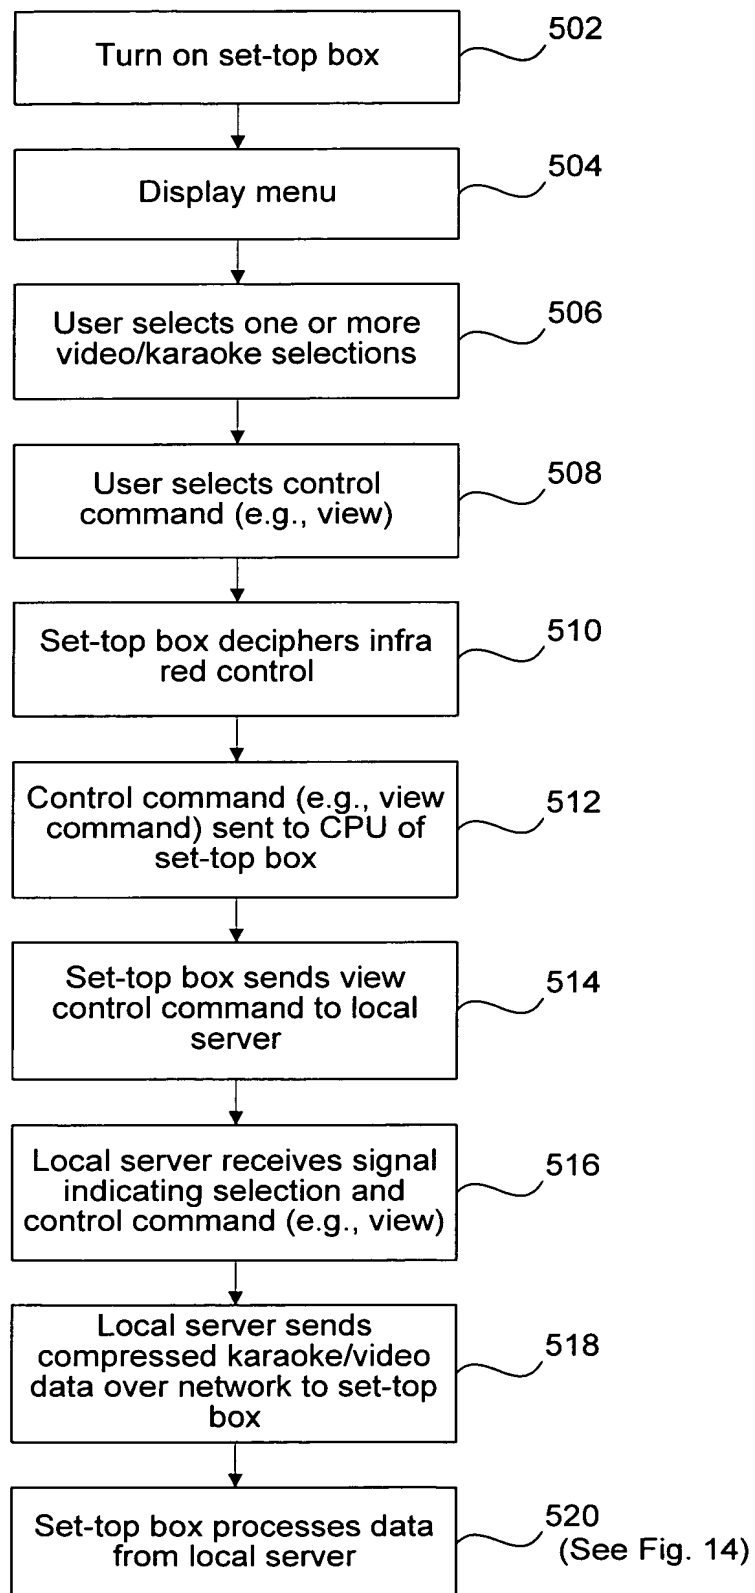 Turn on set-top box
502
Display menu
504
User selects one or more
video/karaoke selections
506
User selects control
command (e.g., view)
508
Set-top box deciphers infra
red control
510
Control command (e.g., view
command) sent to CPU of
set-top box
512
Set-top box sends view
control command to local
server
514
Local server receives signal
indicating selection and
control command (e.g., view)
516
Local server sends
compressed karaoke/video
data over network to set-top
box
518
Set-top box processes data
from local server
520
(See Fig. 14)